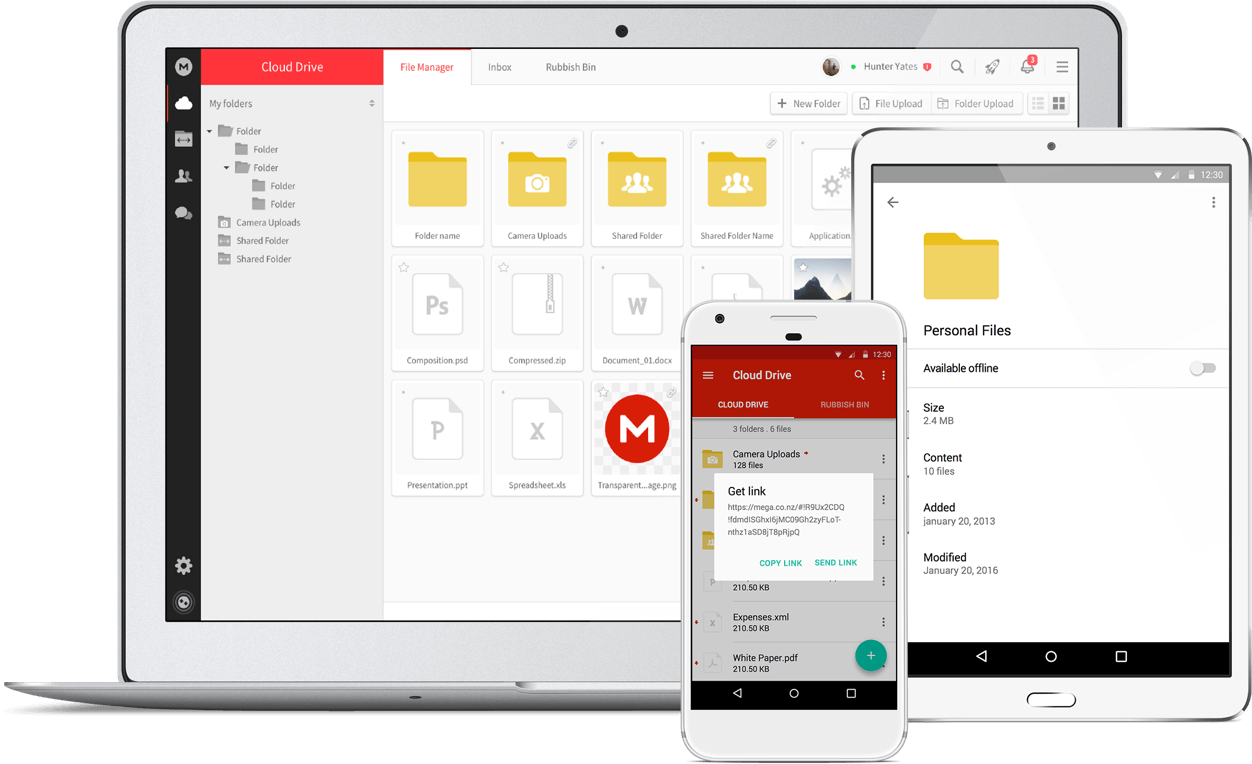 Cloud Drive
File Manager
Inbox
Rubbish Bin
Hunter Yates
3
My folders
New Folder
File Upload
Folder Upload
Folder
Folder
Folder
Folder
Folder
Camera Uploads
Shared Folder
Shared Folder
Folder name
Camera Uploads
Shared Folder
Shared Folder Name
Application.
Ps
W
Composition.psd
Compressed.zip
Document_01.docx
P
X
M
Presentation.ppt
Spreadsheet.xls
Transparent...age.png
12:30
Cloud Drive
CLOUD DRIVE
RUBBISH BIN
3 folders . 6 files
Camera Uploads
128 files
Get link
https://mega.co.nz/#!R9Ux2CDQ
!fdmdISGhxI6jMC09Gh2zyFLoT-
nthz1aSD8jT8pRjpQ
COPY LINK
SEND LINK
P
210.50 KB
X
Expenses.xml
210.50 KB
White Paper.pdf
210.50 KB
12:30
Personal Files
Available offline
Size
2.4 MB
Content
10 files
Added
january 20, 2013
Modified
January 20, 2016